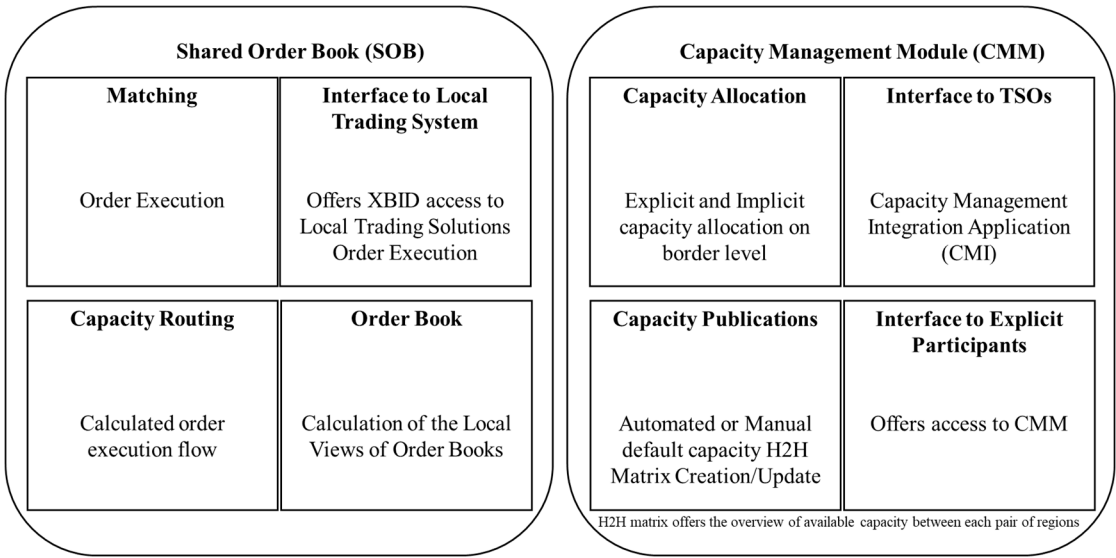 Shared Order Book (SOB)
Matching
Order Execution
Interface to Local
Trading System
Offers XBID access to
Local Trading Solutions
Order Execution
Capacity Routing
Calculated order
execution flow
Order Book
Calculation of the Local
Views of Order Books
Capacity Management Module (CMM)
Capacity Allocation
Explicit and Implicit
capacity allocation on
border level
Interface to TSOs
Capacity Management
Integration Application
(CMI)
Capacity Publications
Automated or Manual
default capacity H2H
Matrix Creation/Update
Interface to Explicit
Participants
Offers access to CMM
H2H matrix offers the overview of available capacity between each pair of regions